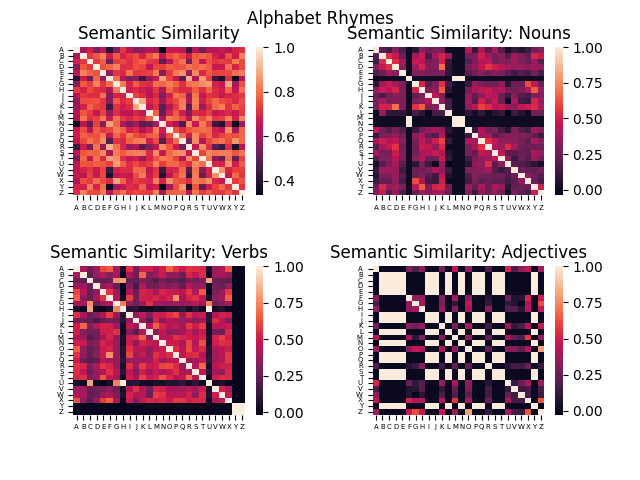 Alphabet Rhymes
Semantic Similarity
A
B
C
D
E
F
G
H
I
J
K
L
M
N
O
P
Q
R
S
T
U
V
W
X
Y
Z
A B C D E F G H I J K L M N O P Q R S T U V W X Y Z
1.0
0.8
0.6
0.4
Semantic Similarity: Nouns
A
B
C
D
E
F
G
H
I
J
K
L
M
N
O
P
Q
R
S
T
U
V
W
X
Y
Z
A B C D E F G H I J K L M N O P Q R S T U V W X Y Z
1.00
0.75
0.50
0.25
0.00
Semantic Similarity: Verbs
A
B
C
D
E
F
G
H
I
J
K
L
M
N
O
P
Q
R
S
T
U
V
W
X
Y
Z
A B C D E F G H I J K L M N O P Q R S T U V W X Y Z
1.00
0.75
0.50
0.25
0.00
Semantic Similarity: Adjectives
A
B
C
D
E
F
G
H
I
J
K
L
M
N
O
P
Q
R
S
T
U
V
W
X
Y
Z
A B C D E F G H I J K L M N O P Q R S T U V W X Y Z
1.00
0.75
0.50
0.25
0.00